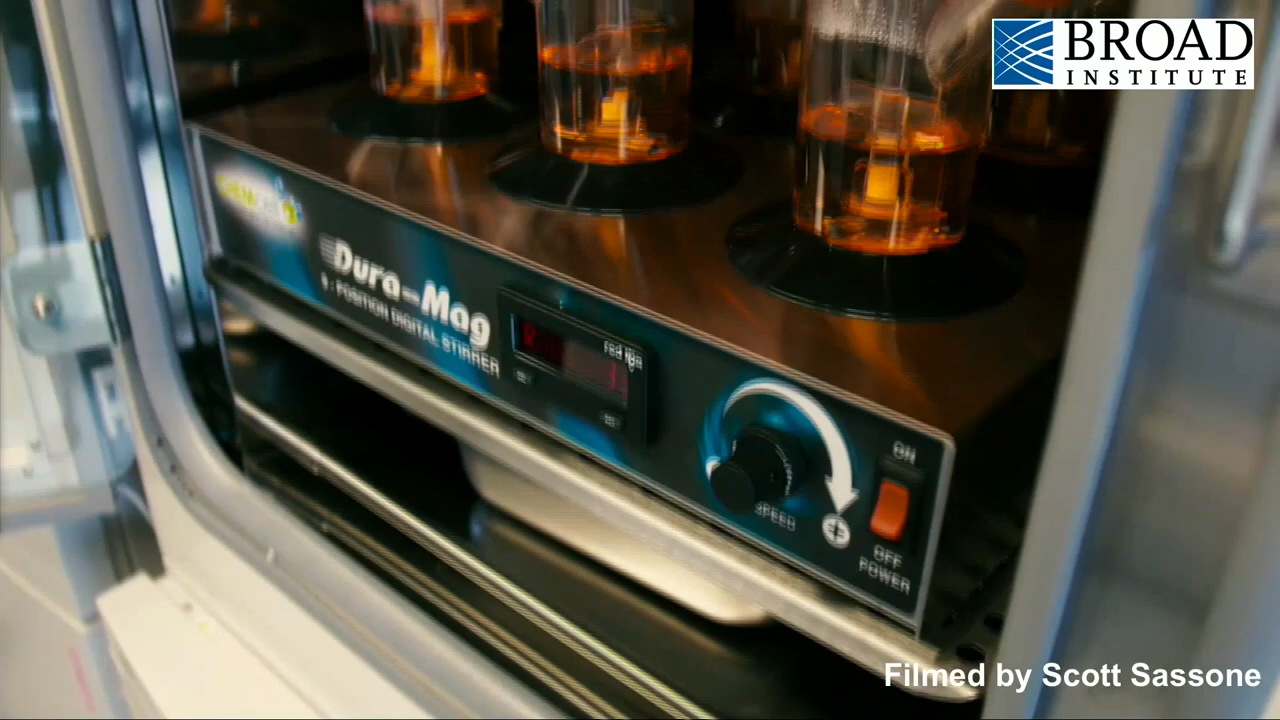 BROAD
INSTITUTE
Dura-Mag
9 - POSITION DIGITAL STIRRER
ON
SPEED
+
OFF
POWER
Filmed by Scott Sassone